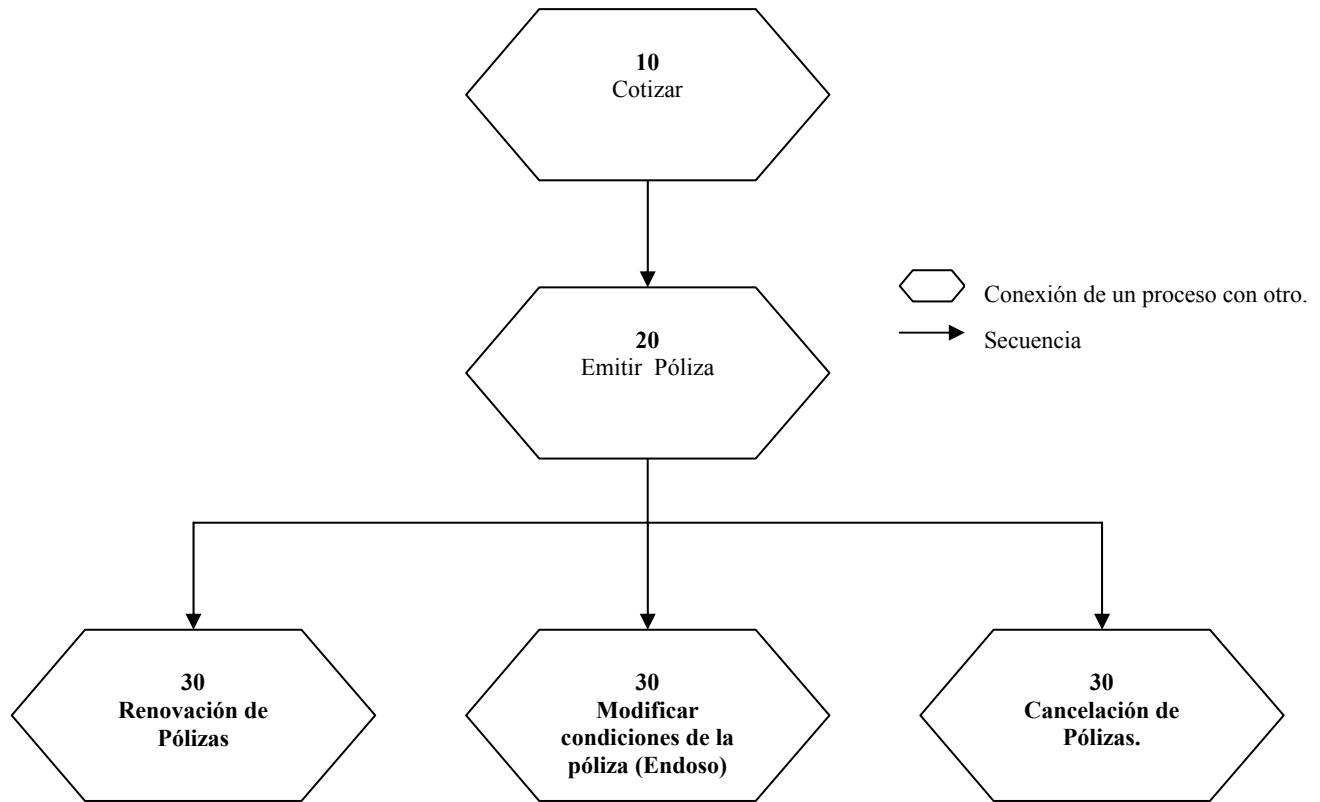 10
Cotizar
20
Emitir Póliza
Conexión de un proceso con otro.
Secuencia
30
Renovación de
Pólizas
30
Modificar
condiciones de la
póliza (Endoso)
30
Cancelación de
Pólizas.